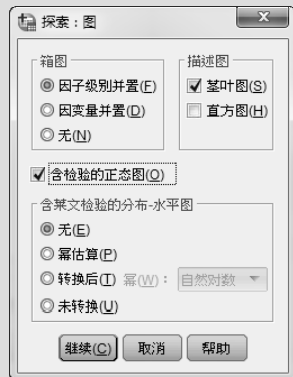 探索：图
箱图
因子级别并置(F)
因变量并置(D)
无(N)
描述图
茎叶图(S)
直方图(H)
含检验的正态图(O)
含莱文检验的分布-水平图
无(E)
幂估算(P)
转换后(T) 幂(W)： 自然对数
未转换(U)
继续(C) 取消 帮助